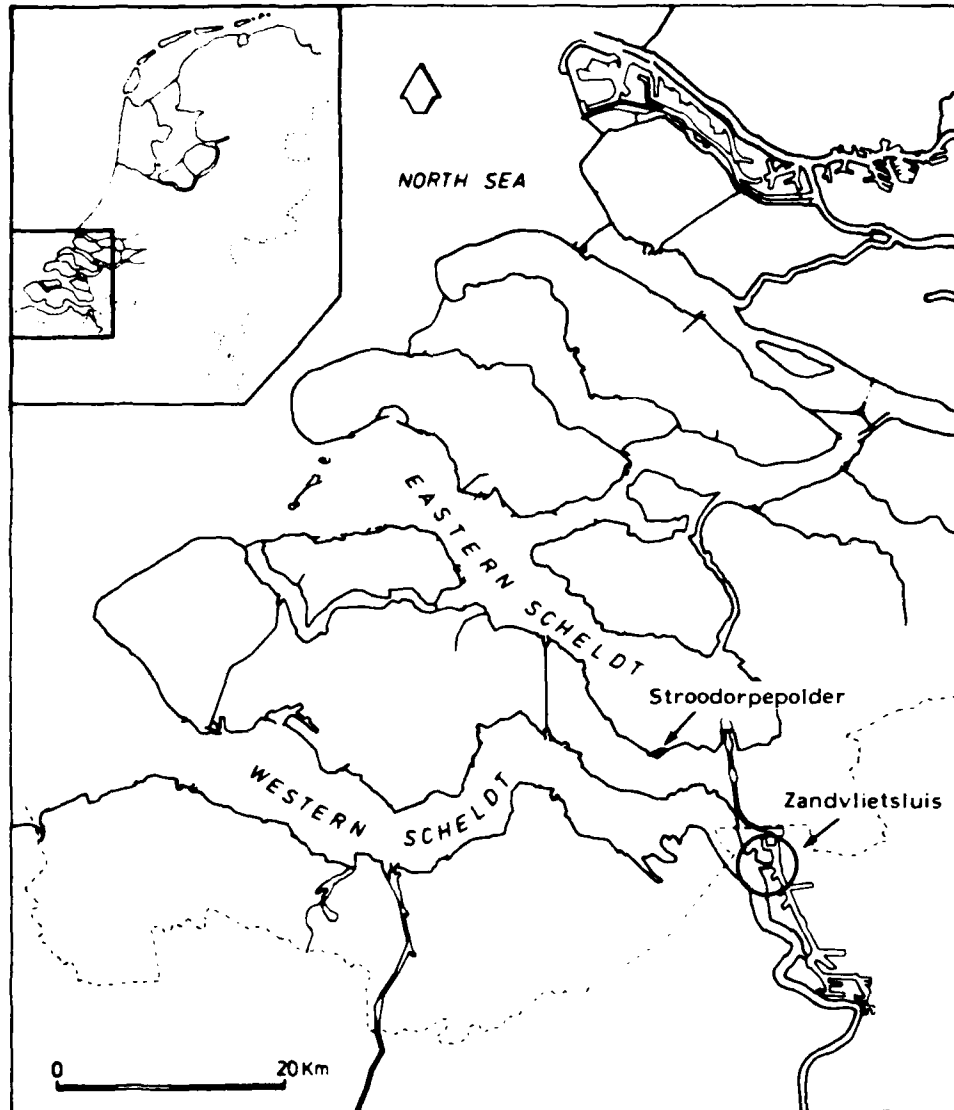 NORTH SEA
EASTERN SCHELDT
Stroodorpepolder
WESTERN SCHELDT
Zandvlietsluis
0 20 Km